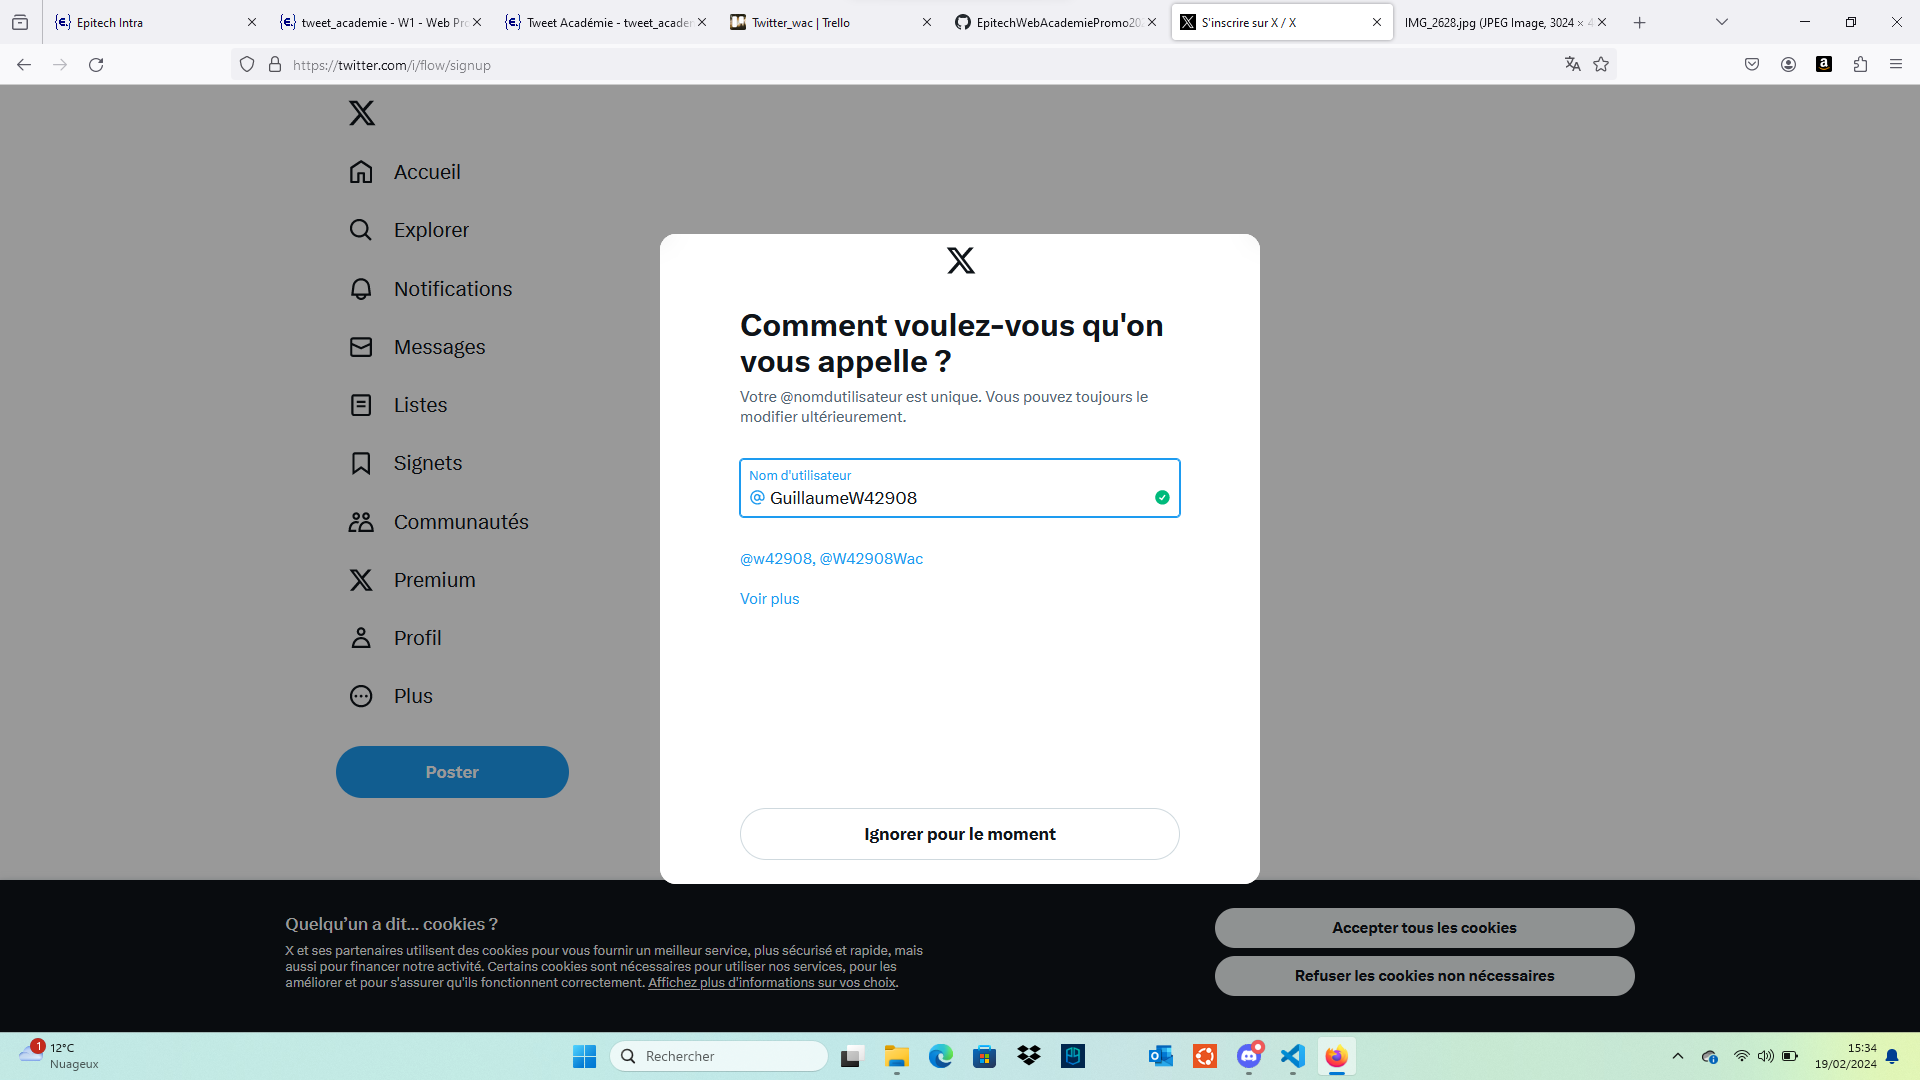 Epitech Intra
tweet_academie - W1 - Web Pro
Tweet Académie - tweet_acader
Twitter_wac | Trello
EpitechWebAcademiePromo202
S'inscrire sur X / X
IMG_2628.jpg (JPEG Image, 3024 × 4
https://twitter.com/i/flow/signup
Accueil
Explorer
Notifications
Messages
Listes
Signets
Communautés
Premium
Profil
Plus
Poster
Comment voulez-vous qu'on
vous appelle ?
Votre @nomdutilisateur est unique. Vous pouvez toujours le
modifier ultérieurement.
Nom d'utilisateur
@ GuillaumeW42908
@w42908, @W42908Wac
Voir plus
Ignorer pour le moment
Quelqu’un a dit… cookies ?
X et ses partenaires utilisent des cookies pour vous fournir un meilleur service, plus sécurisé et rapide, mais
aussi pour financer notre activité. Certains cookies sont nécessaires pour utiliser nos services, pour les
améliorer et pour s'assurer qu'ils fonctionnent correctement. Affichez plus d'informations sur vos choix.
Accepter tous les cookies
Refuser les cookies non nécessaires
1
12°C
Nuageux
Rechercher
15:34
19/02/2024